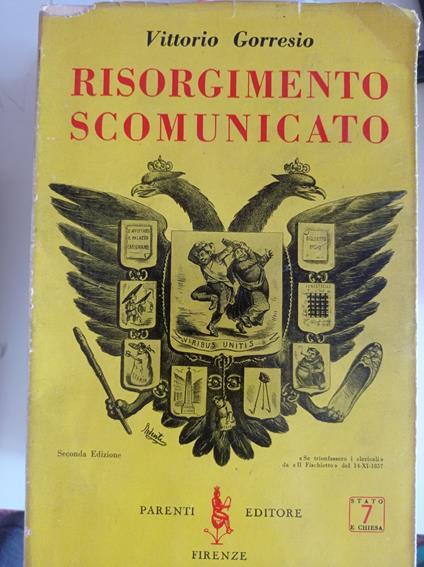 Vittorio Gorresio
RISORGIMENTO
SCOMUNICATO
VIRIBUS UNITIS
Seconda Edizione
«Se trionfassero i clericali»
da «Il Fischietto» del 14-XI-1857
PARENTI EDITORE
FIRENZE
STATO
7
E CHIESA